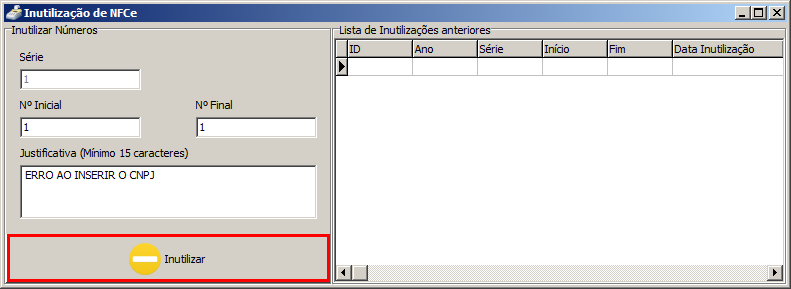 Inutilização de NFCe
Inutilizar Números
Série
1
Nº Inicial Nº Final
1 1
Justificativa (Mínimo 15 caracteres)
ERRO AO INSERIR O CNPJ
Inutilizar
Lista de Inutilizações anteriores
ID Ano Série Início Fim Data Inutilização